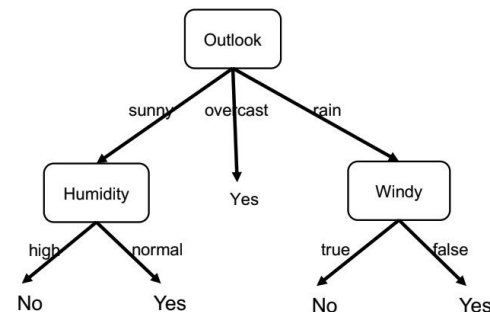 Outlook
sunny overcast rain
Humidity Yes Windy
high normal true false
No Yes No Yes